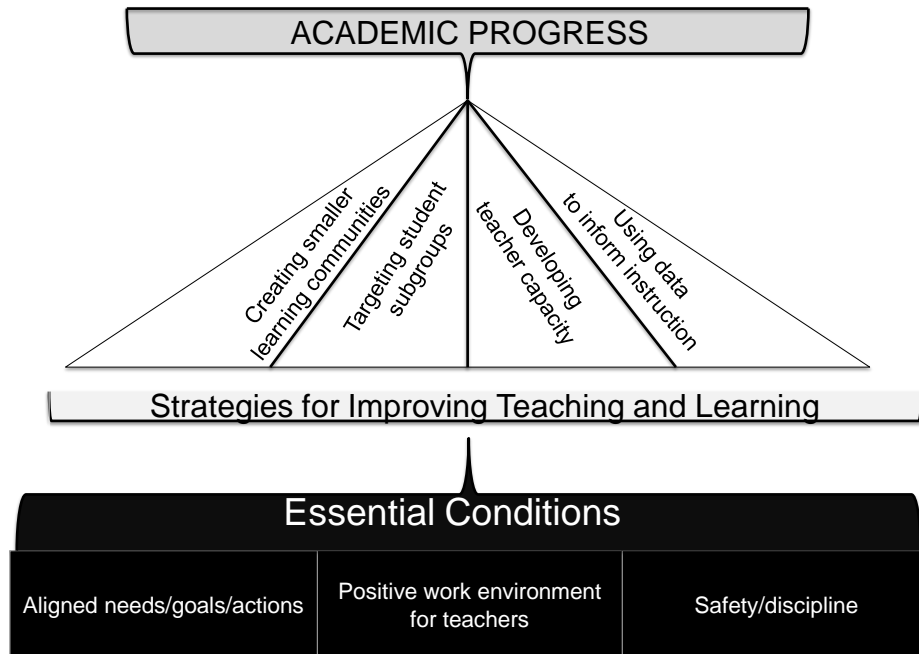 ACADEMIC PROGRESS
Creating smaller
learning communities
Targeting student
subgroups
Developing
teacher capacity
Using data
to inform instruction
Strategies for Improving Teaching and Learning
Essential Conditions
Aligned needs/goals/actions
Positive work environment
for teachers
Safety/discipline